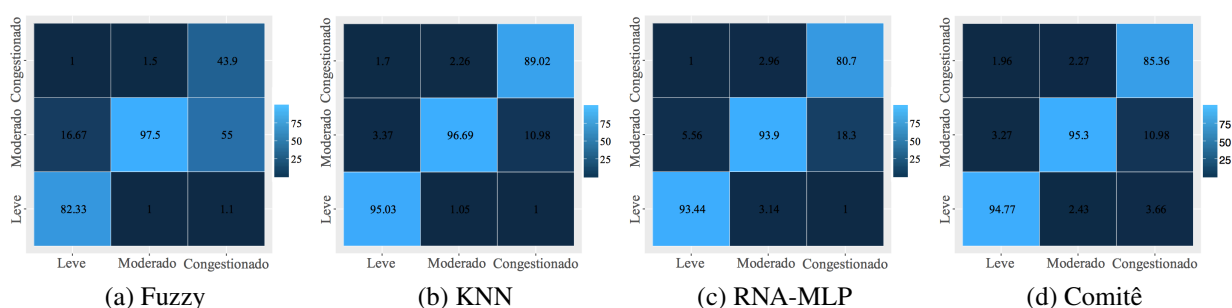 Congestionado
Moderado
Leve
1 1.5 43.9
16.67 97.5 55
82.33 1 1.1
Leve Moderado Congestionado
75
50
25
(a) Fuzzy
Congestionado
Moderado
Leve
1.7 2.26 89.02
3.37 96.69 10.98
95.03 1.05 1
Leve Moderado Congestionado
75
50
25
(b) KNN
Congestionado
Moderado
Leve
1 2.96 80.7
5.56 93.9 18.3
93.44 3.14 1
Leve Moderado Congestionado
75
50
25
(c) RNA-MLP
Congestionado
Moderado
Leve
1.96 2.27 85.36
3.27 95.3 10.98
94.77 2.43 3.66
Leve Moderado Congestionado
75
50
25
(d) Comitê